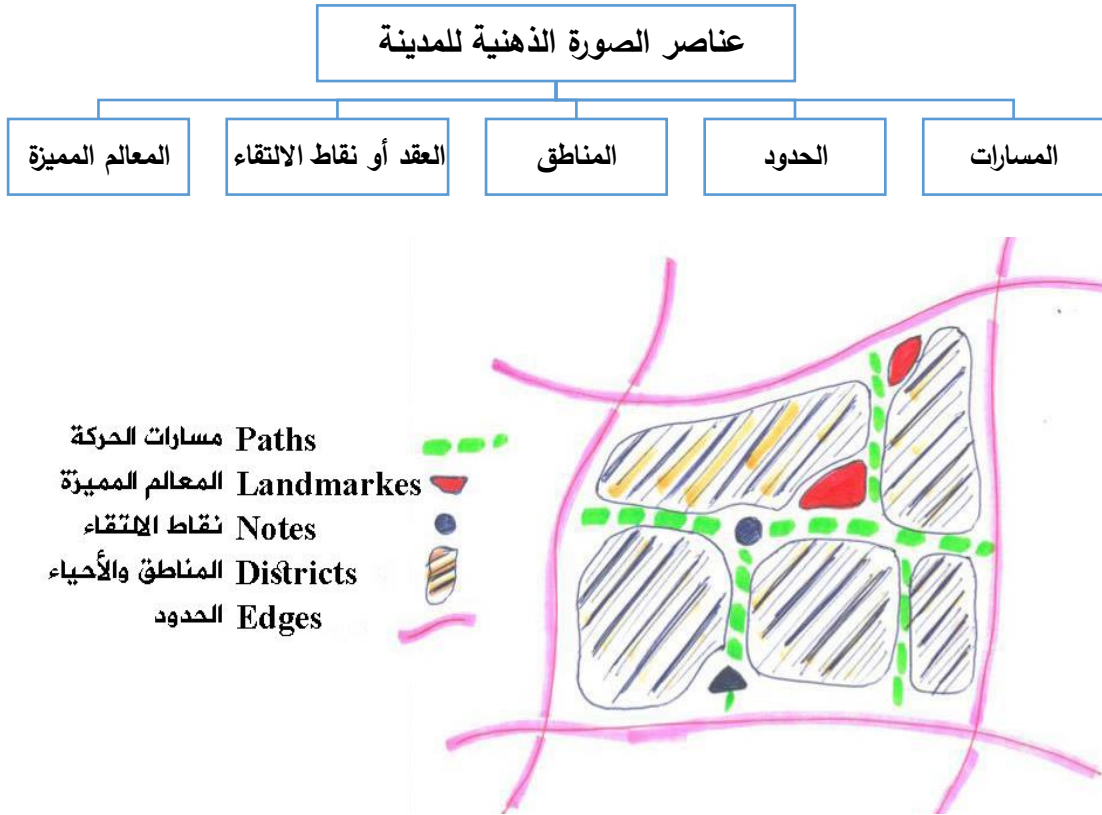 عناصر الصورة الذهنية للمدينة
المسارات
الحدود
المناطق
العقد أو نقاط الالتقاء
المعالم المميزة
مسارات الحركة Paths
المعالم المميزة Landmarkes
نقاط الالتقاء Notes
المناطق والأحياء Districts
الحدود Edges